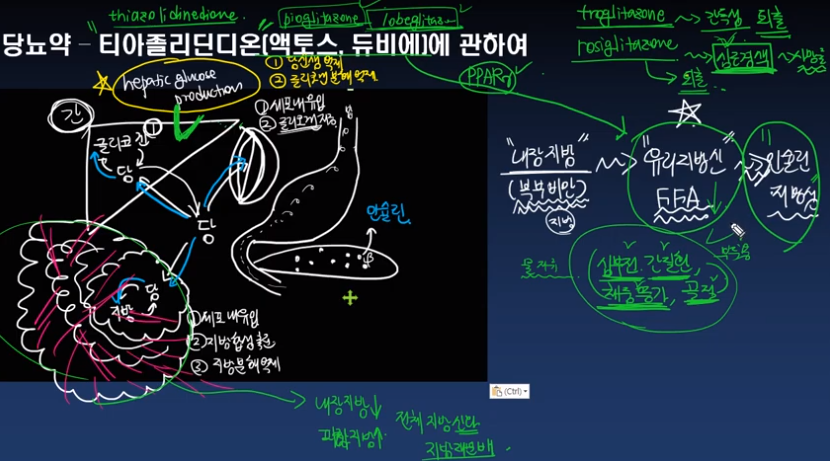 thiazolidinedione
pioglitazone
lobeglitaz
troglitazone ~ 간독성 퇴출
rosiglitazone ~ 심근경색 ~ 사망률
퇴출
당뇨약 - 티아졸리딘디온(액토스, 듀비에)에 관하여
① 당신생 억제
② 글리코겐 분해 억제
hepatic glucose
production
PPARγ
간
①
글리코겐
당
① 세포내 유입
② 글리코겐 저장
당
인슐린
β
당
지방
① 세포내 유입
② 지방합성 촉진
③ 지방분해 억제
"내장지방"
(복부비만)
지방
"유리지방산"
FFA
"인슐린
저항성"
부작용
물 저류
심부전, 간질환,
체중증가, 골절
(Ctrl)
내장지방↓
피하지방↑
전체 지방산다
지방재분배